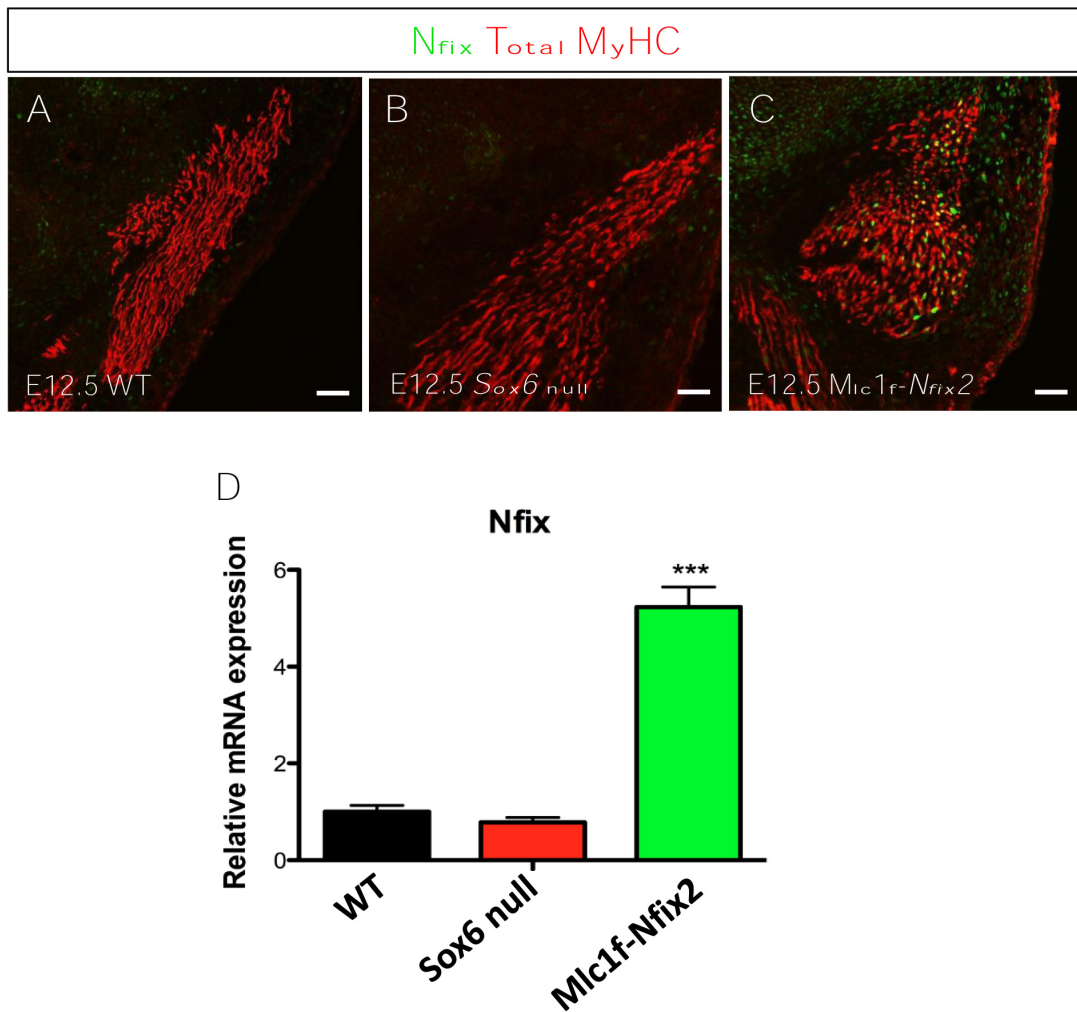 Nfix Total MyHC
A
B
C
E12.5 WT
E12.5 Sox6 null
E12.5 Mlc1f-Nfix2
D
Nfix
Relative mRNA expression
6
4
2
0
***
WT
Sox6 null
Mlc1f-Nfix2